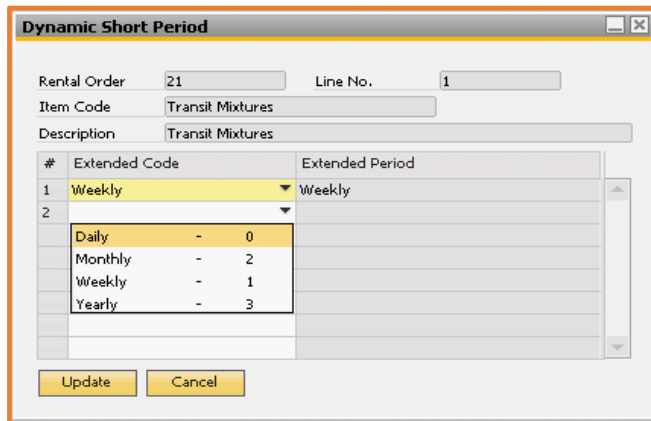 Dynamic Short Period
Rental Order 21 Line No. 1
Item Code Transit Mixtures
Description Transit Mixtures
# Extended Code Extended Period
1 Weekly Weekly
2
Daily - 0
Monthly - 2
Weekly - 1
Yearly - 3
Update Cancel